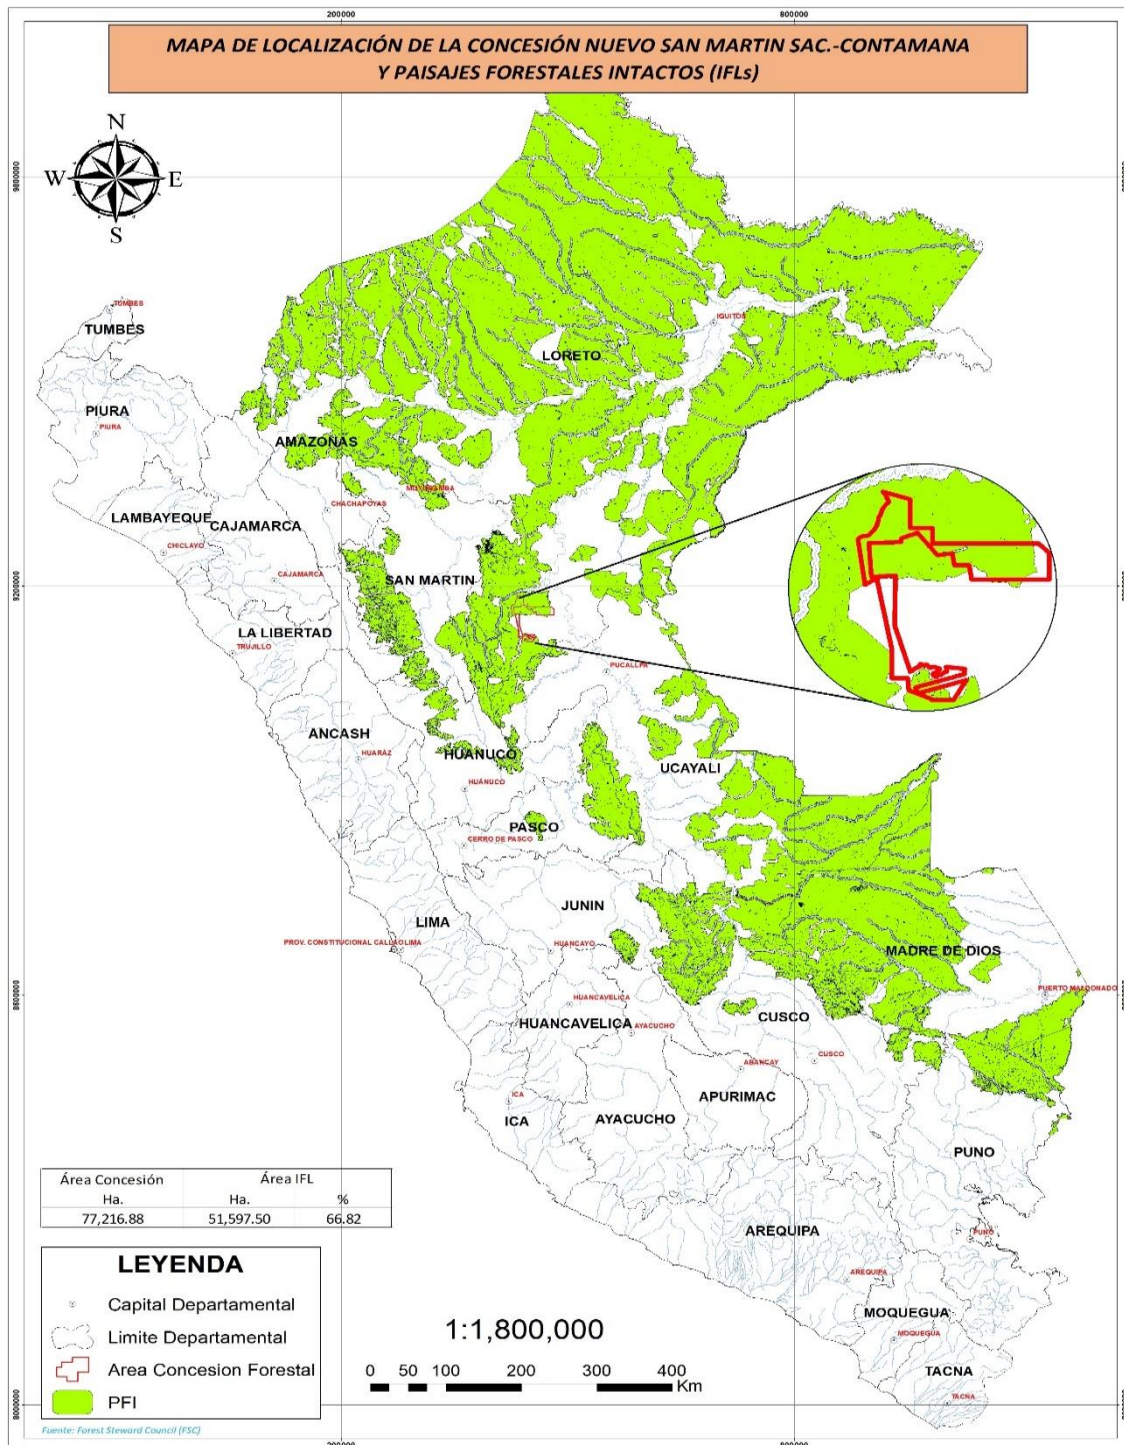 200000
800000
MAPA DE LOCALIZACIÓN DE LA CONCESIÓN NUEVO SAN MARTIN SAC.-CONTAMANA
Y PAISAJES FORESTALES INTACTOS (IFLs)
N
W
E
S
9800000
TUMBES
TUMBES
IQUITOS
LORETO
PIURA
PIURA
AMAZONAS
MOYOBAMBA
CHACHAPOYAS
LAMBAYEQUE
CAJAMARCA
CHICLAYO
CAJAMARCA
SAN MARTIN
9200000
LA LIBERTAD
TRUJILLO
PUCALLPA
ANCASH
HUARAZ
HUANUCO
UCAYALI
HUÁNUCO
PASCO
CERRO DE PASCO
JUNIN
LIMA
PROV. CONSTITUCIONAL CALLAO
LIMA
HUANCAYO
MADRE DE DIOS
PUERTO MALDONADO
8600000
HUANCAVELICA
CUSCO
HUANCAVELICA
AYACUCHO
CUSCO
ABANCAY
APURIMAC
ICA
ICA
AYACUCHO
PUNO
Área Concesión
Área IFL
Ha.
Ha.
%
77,216.88
51,597.50
66.82
AREQUIPA
PUNO
AREQUIPA
MOQUEGUA
MOQUEGUA
TACNA
TACNA
LEYENDA
Capital Departamental
Limite Departamental
Area Concesion Forestal
PFI
1:1,800,000
0 50 100 200 300 400
Km
8000000
Fuente: Forest Steward Council (FSC)
200000
800000